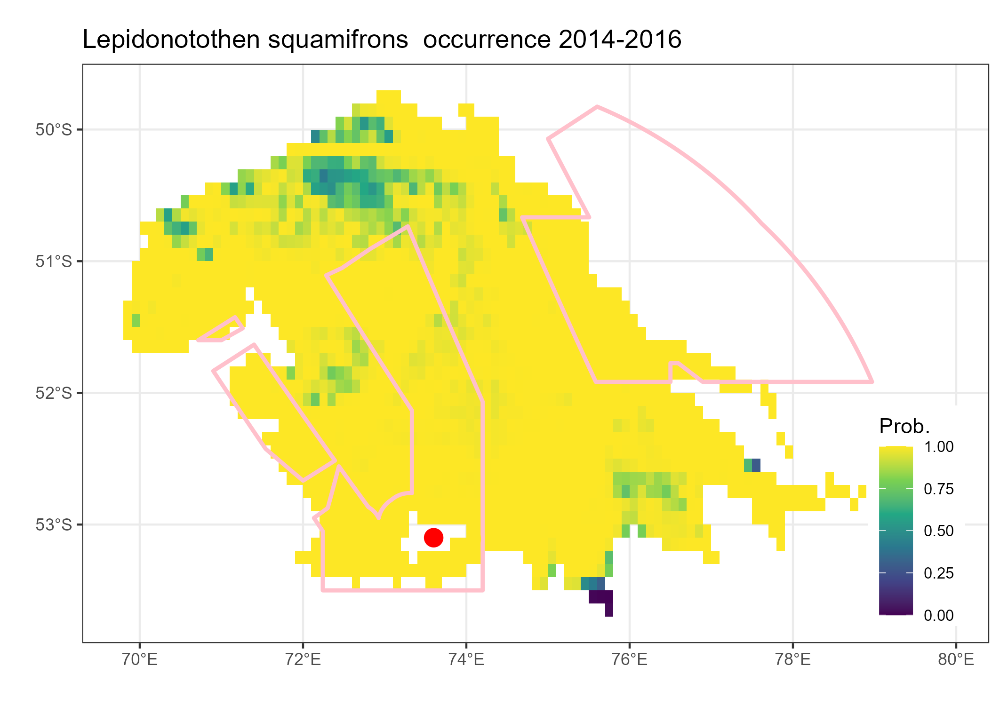 Lepidonotothen squamifrons  occurrence 2014-2016
50°S
51°S
52°S
53°S
70°E
72°E
74°E
76°E
78°E
80°E
Prob.
1.00
0.75
0.50
0.25
0.00